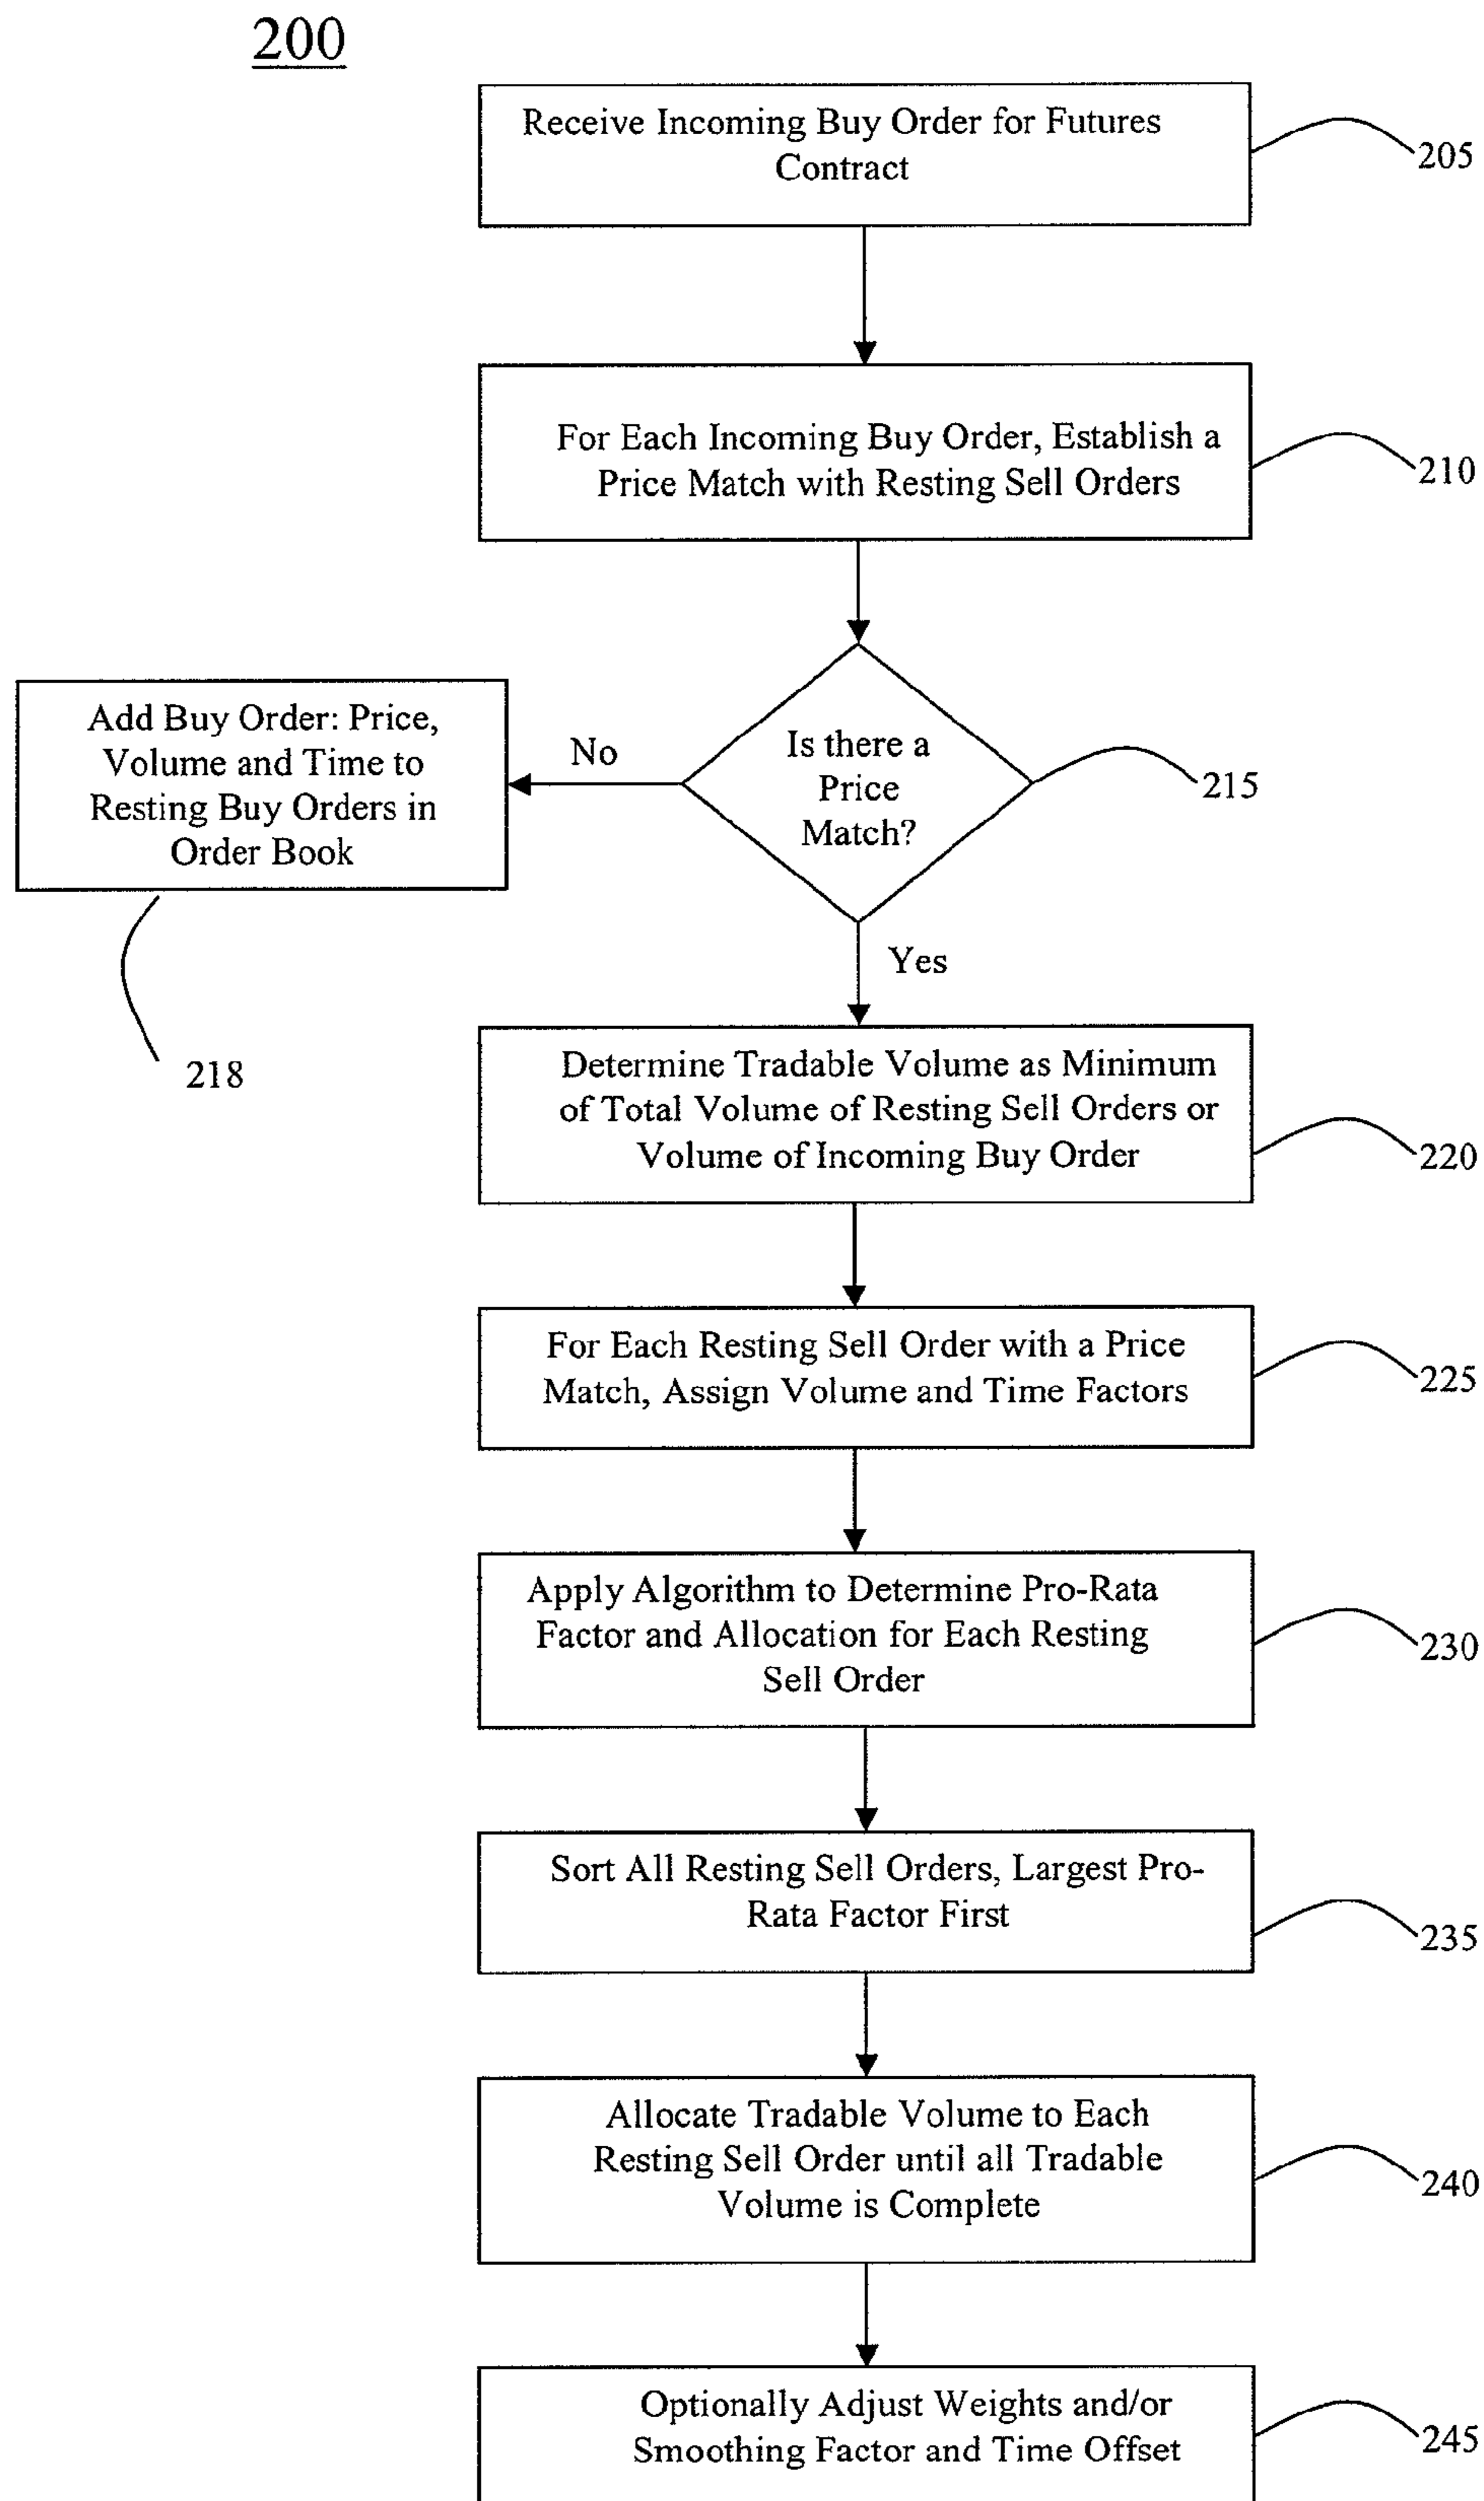 200
Receive Incoming Buy Order for Futures
Contract
205
For Each Incoming Buy Order, Establish a
Price Match with Resting Sell Orders
210
Add Buy Order: Price,
Volume and Time to
Resting Buy Orders in
Order Book
218
No
Is there a
Price
Match?
215
Yes
Determine Tradable Volume as Minimum
of Total Volume of Resting Sell Orders or
Volume of Incoming Buy Order
220
For Each Resting Sell Order with a Price
Match, Assign Volume and Time Factors
225
Apply Algorithm to Determine Pro-Rata
Factor and Allocation for Each Resting
Sell Order
230
Sort All Resting Sell Orders, Largest Pro-
Rata Factor First
235
Allocate Tradable Volume to Each
Resting Sell Order until all Tradable
Volume is Complete
240
Optionally Adjust Weights and/or
Smoothing Factor and Time Offset
245